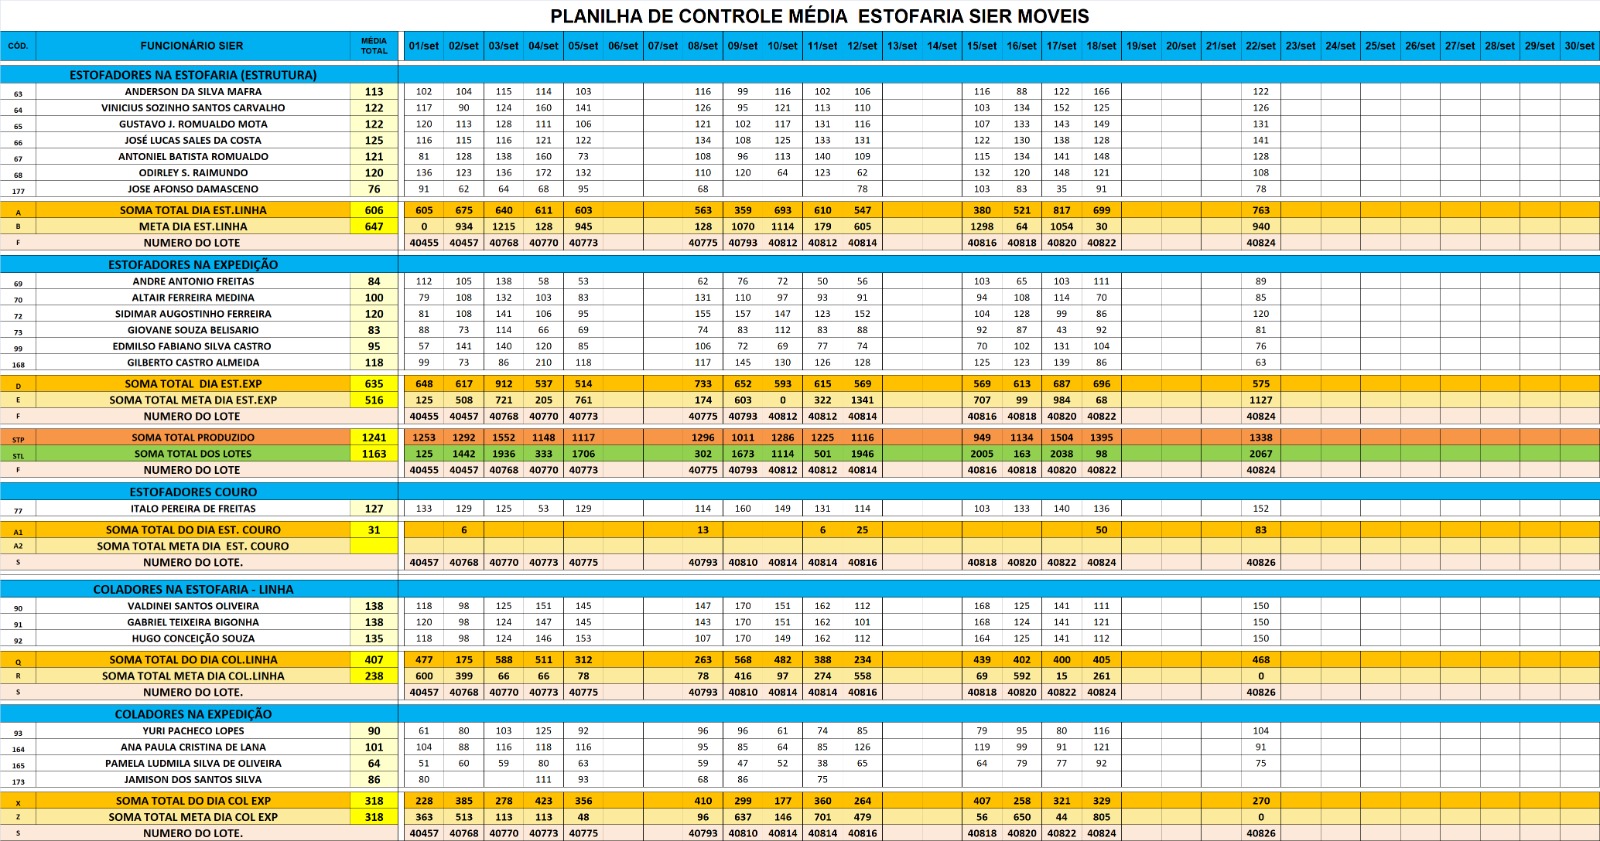 PLANILHA DE CONTROLE MÉDIA ESTOFARIA SIER MOVEIS
CÓD. FUNCIONÁRIO SIER MÉDIA TOTAL 01/set 02/set 03/set 04/set 05/set 06/set 07/set 08/set 09/set 10/set 11/set 12/set 13/set 14/set 15/set 16/set 17/set 18/set 19/set 20/set 21/set 22/set 23/set 24/set 25/set 26/set 27/set 28/set 29/set 30/set
ESTOFADORES NA ESTOFARIA (ESTRUTURA)
63 ANDERSON DA SILVA MAFRA 113 102 104 115 114 103 116 99 116 102 106 116 88 122 166 122
64 VINICIUS SOZINHO SANTOS CARVALHO 122 117 90 124 160 141 126 95 121 113 110 103 134 152 125 126
65 GUSTAVO J. ROMUALDO MOTA 122 120 113 128 111 106 121 102 117 131 116 107 133 143 149 131
66 JOSÉ LUCAS SALES DA COSTA 125 116 115 116 121 122 134 108 125 133 131 122 130 138 128 141
67 ANTONIEL BATISTA ROMUALDO 121 81 128 138 160 73 108 96 113 140 109 115 134 141 148 128
68 ODIRLEY S. RAIMUNDO 120 136 123 136 172 132 110 120 64 123 62 132 120 148 121 108
177 JOSE AFONSO DAMASCENO 76 91 62 64 68 95 68 78 103 83 35 91 78
A SOMA TOTAL DIA EST.LINHA 606 605 675 640 611 603 563 359 693 610 547 380 521 817 699 763
B META DIA EST.LINHA 647 0 934 1215 128 945 128 1070 1114 179 605 1298 64 1054 30 940
F NUMERO DO LOTE 40455 40457 40768 40770 40773 40775 40793 40812 40812 40814 40816 40818 40820 40822 40824
ESTOFADORES NA EXPEDIÇÃO
69 ANDRE ANTONIO FREITAS 84 112 105 138 58 53 62 76 72 50 56 103 65 103 111 89
70 ALTAIR FERREIRA MEDINA 100 79 108 132 103 83 131 110 97 93 91 94 108 114 70 85
72 SIDIMAR AUGOSTINHO FERREIRA 120 81 108 141 106 95 155 157 147 123 152 104 128 99 86 120
73 GIOVANE SOUZA BELISARIO 83 88 73 114 66 69 74 83 112 83 88 92 87 43 92 81
99 EDMILSO FABIANO SILVA CASTRO 95 57 141 140 120 85 106 72 69 77 74 70 102 131 104 76
168 GILBERTO CASTRO ALMEIDA 118 99 73 86 210 118 117 145 130 126 128 125 123 139 86 63
D SOMA TOTAL DIA EST.EXP 635 648 617 912 537 514 733 652 593 615 569 569 613 687 696 575
E SOMA TOTAL META DIA EST.EXP 516 125 508 721 205 761 174 603 0 322 1341 707 99 984 68 1127
F NUMERO DO LOTE 40455 40457 40768 40770 40773 40775 40793 40812 40812 40814 40816 40818 40820 40822 40824
STP SOMA TOTAL PRODUZIDO 1241 1253 1292 1552 1148 1117 1296 1011 1286 1225 1116 949 1134 1504 1395 1338
STL SOMA TOTAL DOS LOTES 1163 125 1442 1936 333 1706 302 1673 1114 501 1946 2005 163 2038 98 2067
F NUMERO DO LOTE 40455 40457 40768 40770 40773 40775 40793 40812 40812 40814 40816 40818 40820 40822 40824
ESTOFADORES COURO
77 ITALO PEREIRA DE FREITAS 127 133 129 125 53 129 114 160 149 131 114 103 133 140 136 152
A1 SOMA TOTAL DO DIA EST. COURO 31 6 13 6 25 50 83
A2 SOMA TOTAL META DIA EST. COURO
S NUMERO DO LOTE. 40457 40768 40770 40773 40775 40793 40810 40814 40814 40816 40818 40820 40822 40824 40826
COLADORES NA ESTOFARIA - LINHA
90 VALDINEI SANTOS OLIVEIRA 138 118 98 125 151 145 147 170 151 162 112 168 125 141 111 150
91 GABRIEL TEIXEIRA BIGONHA 138 120 98 124 147 145 143 170 151 162 101 168 124 141 121 150
92 HUGO CONCEIÇÃO SOUZA 135 118 98 124 146 153 107 170 149 162 112 164 125 141 112 150
Q SOMA TOTAL DO DIA COL.LINHA 407 477 175 588 511 312 263 568 482 388 234 439 402 400 405 468
R SOMA TOTAL META DIA COL.LINHA 238 600 399 66 66 78 78 416 97 274 558 69 592 15 261 0
S NUMERO DO LOTE. 40457 40768 40770 40773 40775 40793 40810 40814 40814 40816 40818 40820 40822 40824 40826
COLADORES NA EXPEDIÇÃO
93 YURI PACHECO LOPES 90 61 80 103 125 92 96 96 61 74 85 79 95 80 116 104
164 ANA PAULA CRISTINA DE LANA 101 104 88 116 118 116 95 85 64 85 126 119 99 91 121 91
165 PAMELA LUDMILA SILVA DE OLIVEIRA 64 51 60 59 80 63 59 47 52 38 65 64 79 77 92 75
173 JAMISON DOS SANTOS SILVA 86 80 111 93 68 86 75
X SOMA TOTAL DO DIA COL EXP 318 228 385 278 423 356 410 299 177 360 264 407 258 321 329 270
Z SOMA TOTAL META DIA COL EXP 318 363 513 113 113 48 96 637 146 701 479 56 650 44 805 0
S NUMERO DO LOTE. 40457 40768 40770 40773 40775 40793 40810 40814 40814 40816 40818 40820 40822 40824 40826